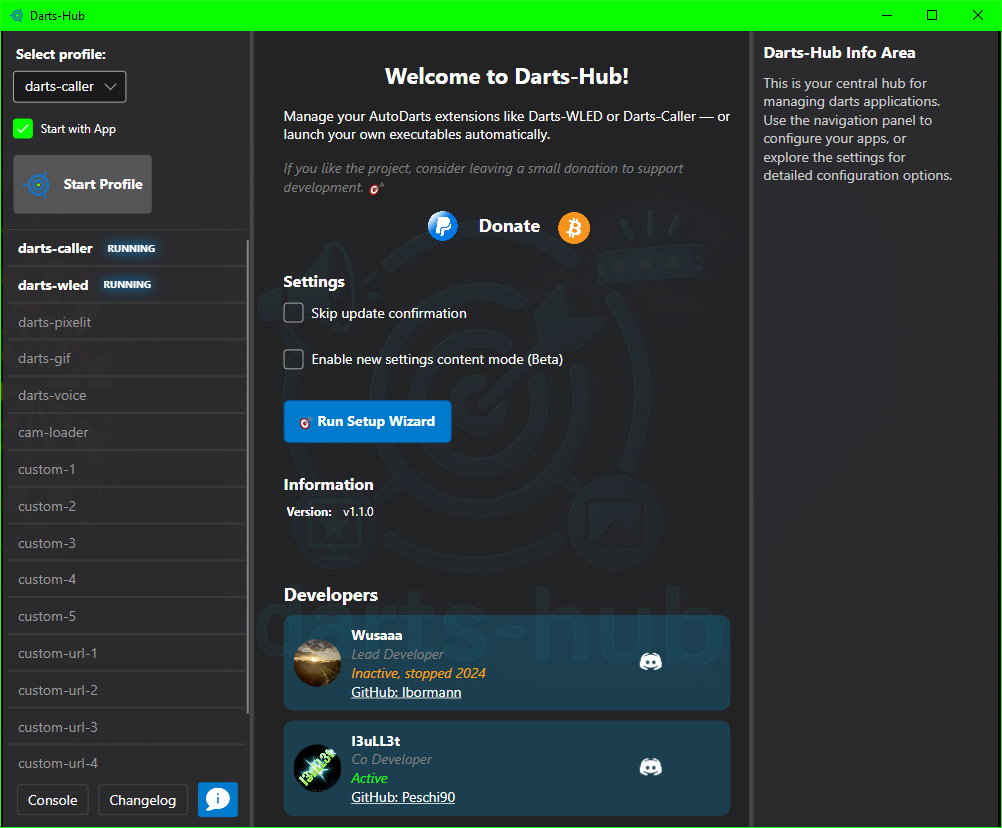 Darts-Hub
Select profile:
darts-caller
Start with App
Start Profile
darts-caller RUNNING
darts-wled RUNNING
darts-pixelit
darts-gif
darts-voice
cam-loader
custom-1
custom-2
custom-3
custom-4
custom-5
custom-url-1
custom-url-2
custom-url-3
custom-url-4
Console Changelog
Welcome to Darts-Hub!
Manage your AutoDarts extensions like Darts-WLED or Darts-Caller — or
launch your own executables automatically.
If you like the project, consider leaving a small donation to support
development.
Donate
Settings
Skip update confirmation
Enable new settings content mode (Beta)
Run Setup Wizard
Information
Version: v1.1.0
Developers
darts-hub
Wusaaa
Lead Developer
Inactive, stopped 2024
GitHub: lbormann
I3uLL3t
I3uLL3t
Co Developer
Active
GitHub: Peschi90
Darts-Hub Info Area
This is your central hub for
managing darts applications.
Use the navigation panel to
configure your apps, or
explore the settings for
detailed configuration options.